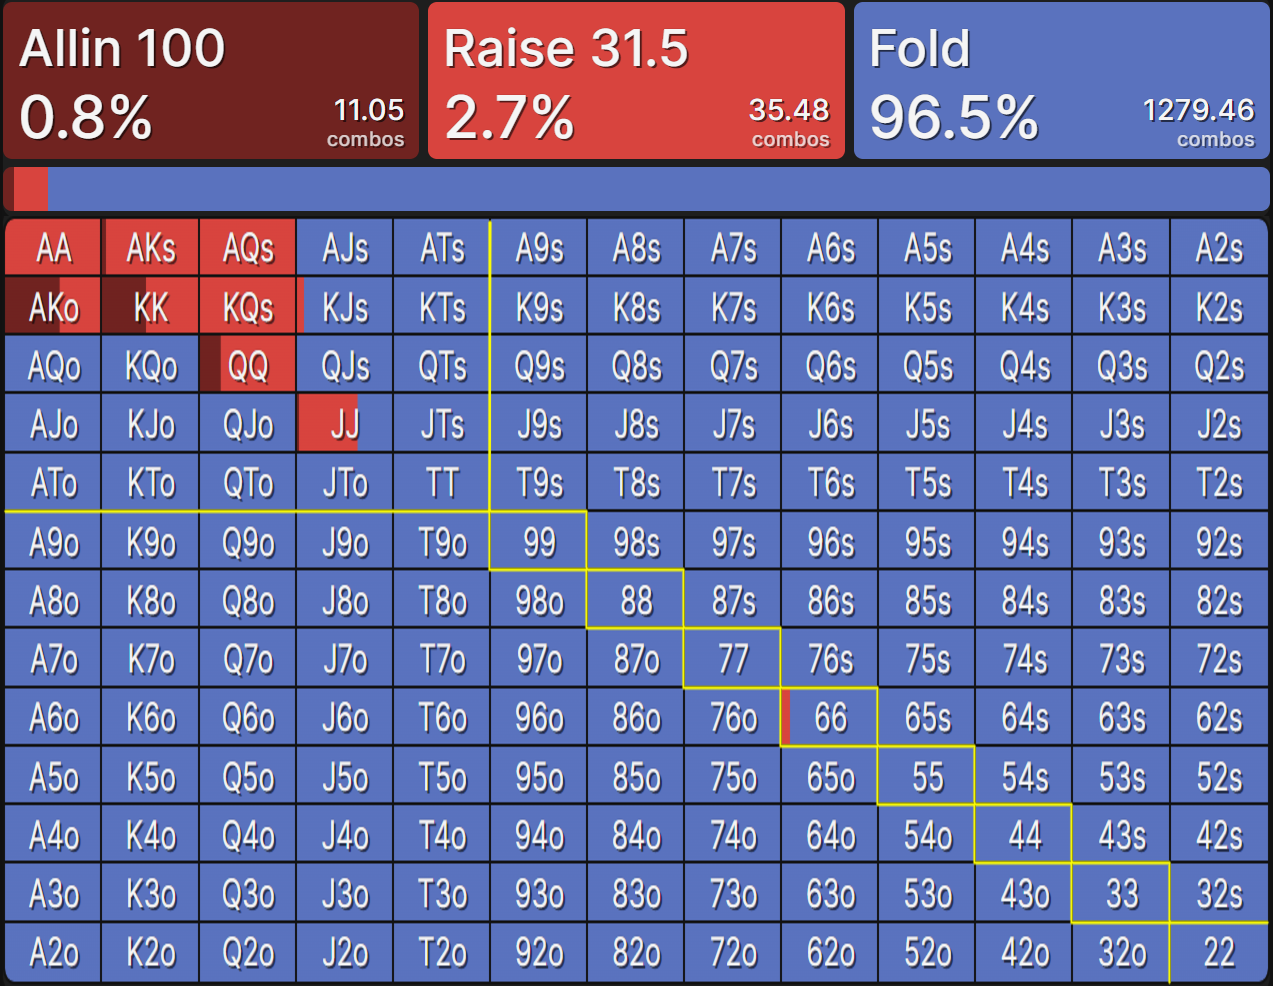 Allin 100 Raise 31.5 Fold
0.8% 11.05 combos 2.7% 35.48 combos 96.5% 1279.46 combos
AA AKs AQs AJs ATs A9s A8s A7s A6s A5s A4s A3s A2s
AKo KK KQs KJs KTs K9s K8s K7s K6s K5s K4s K3s K2s
AQo KQo QQ QJs QTs Q9s Q8s Q7s Q6s Q5s Q4s Q3s Q2s
AJo KJo QJo JJ JTs J9s J8s J7s J6s J5s J4s J3s J2s
ATo KTo QTo JTo TT T9s T8s T7s T6s T5s T4s T3s T2s
A9o K9o Q9o J9o T9o 99 98s 97s 96s 95s 94s 93s 92s
A8o K8o Q8o J8o T8o 98o 88 87s 86s 85s 84s 83s 82s
A7o K7o Q7o J7o T7o 97o 87o 77 76s 75s 74s 73s 72s
A6o K6o Q6o J6o T6o 96o 86o 76o 66 65s 64s 63s 62s
A5o K5o Q5o J5o T5o 95o 85o 75o 65o 55 54s 53s 52s
A4o K4o Q4o J4o T4o 94o 84o 74o 64o 54o 44 43s 42s
A3o K3o Q3o J3o T3o 93o 83o 73o 63o 53o 43o 33 32s
A2o K2o Q2o J2o T2o 92o 82o 72o 62o 52o 42o 32o 22